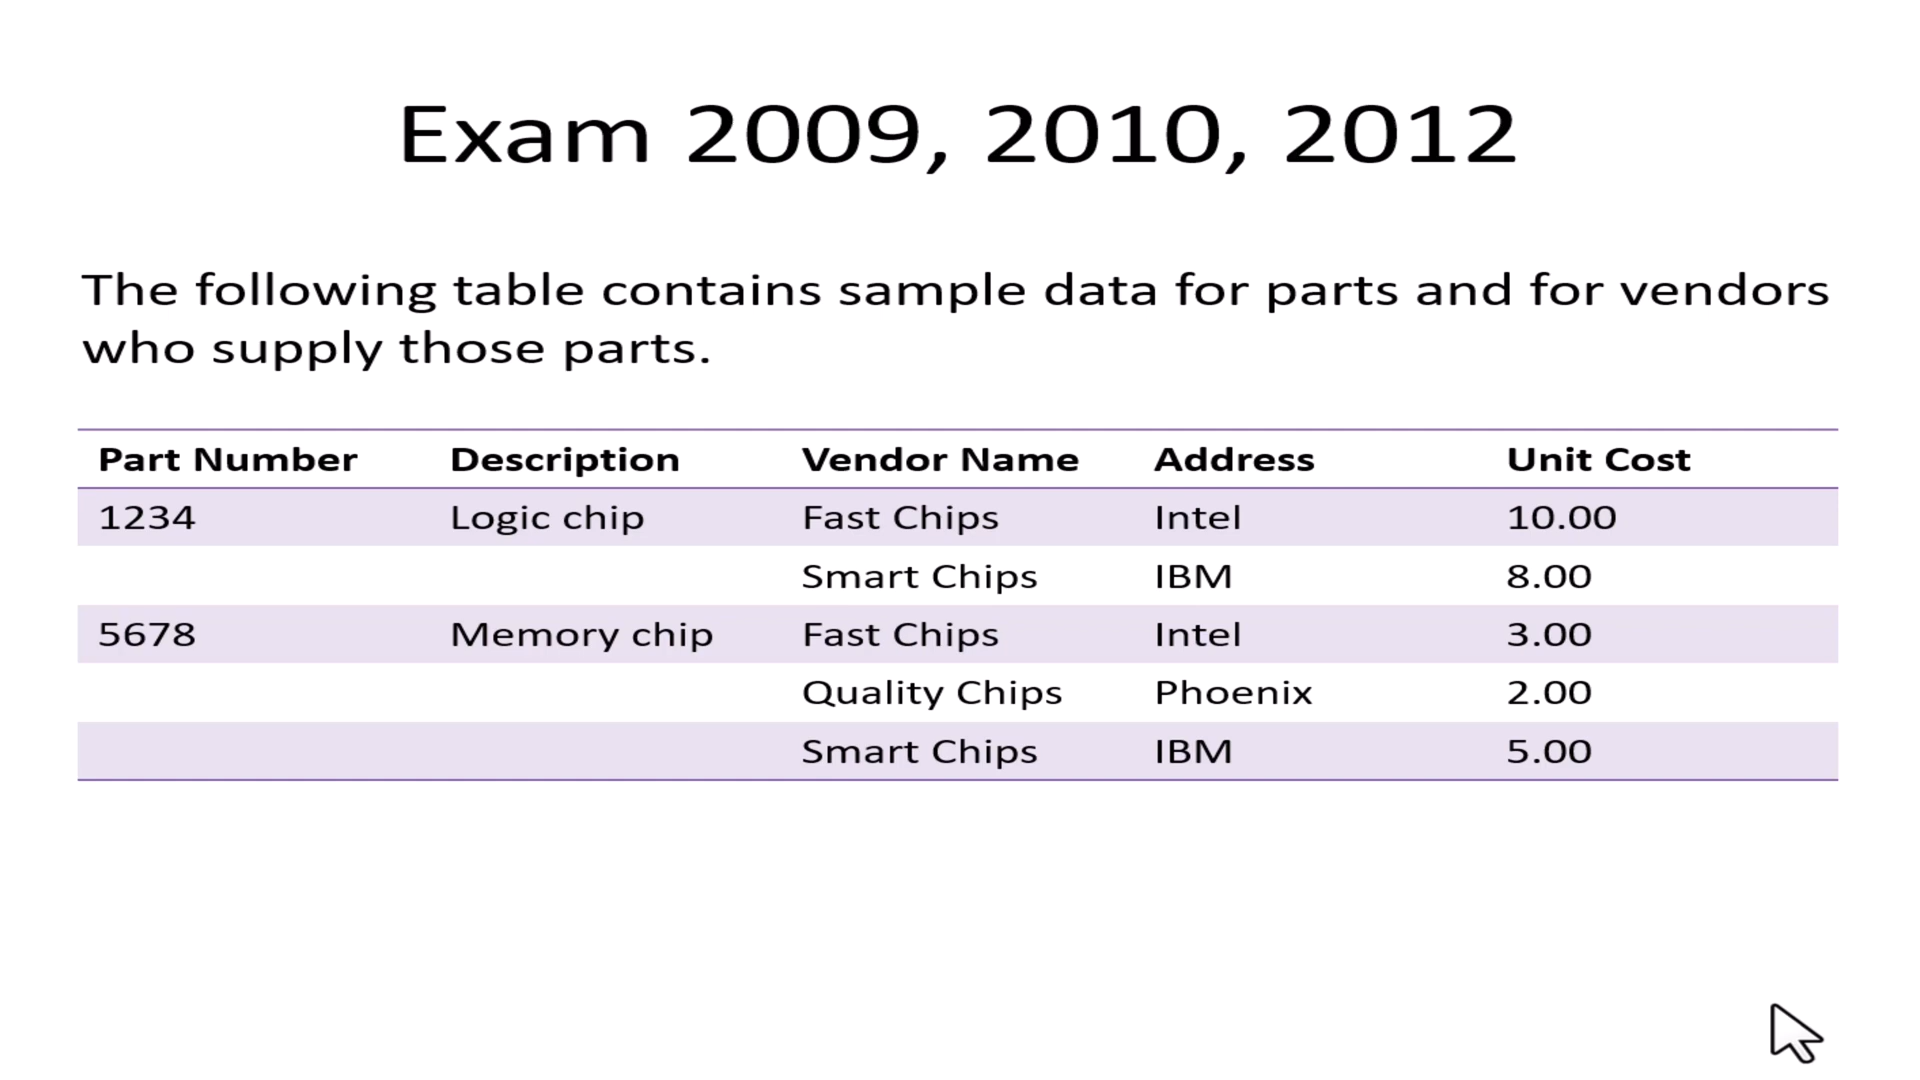 Exam 2009, 2010, 2012
The following table contains sample data for parts and for vendors
who supply those parts.
Part Number Description Vendor Name Address Unit Cost
1234 Logic chip Fast Chips Intel 10.00
Smart Chips IBM 8.00
5678 Memory chip Fast Chips Intel 3.00
Quality Chips Phoenix 2.00
Smart Chips IBM 5.00